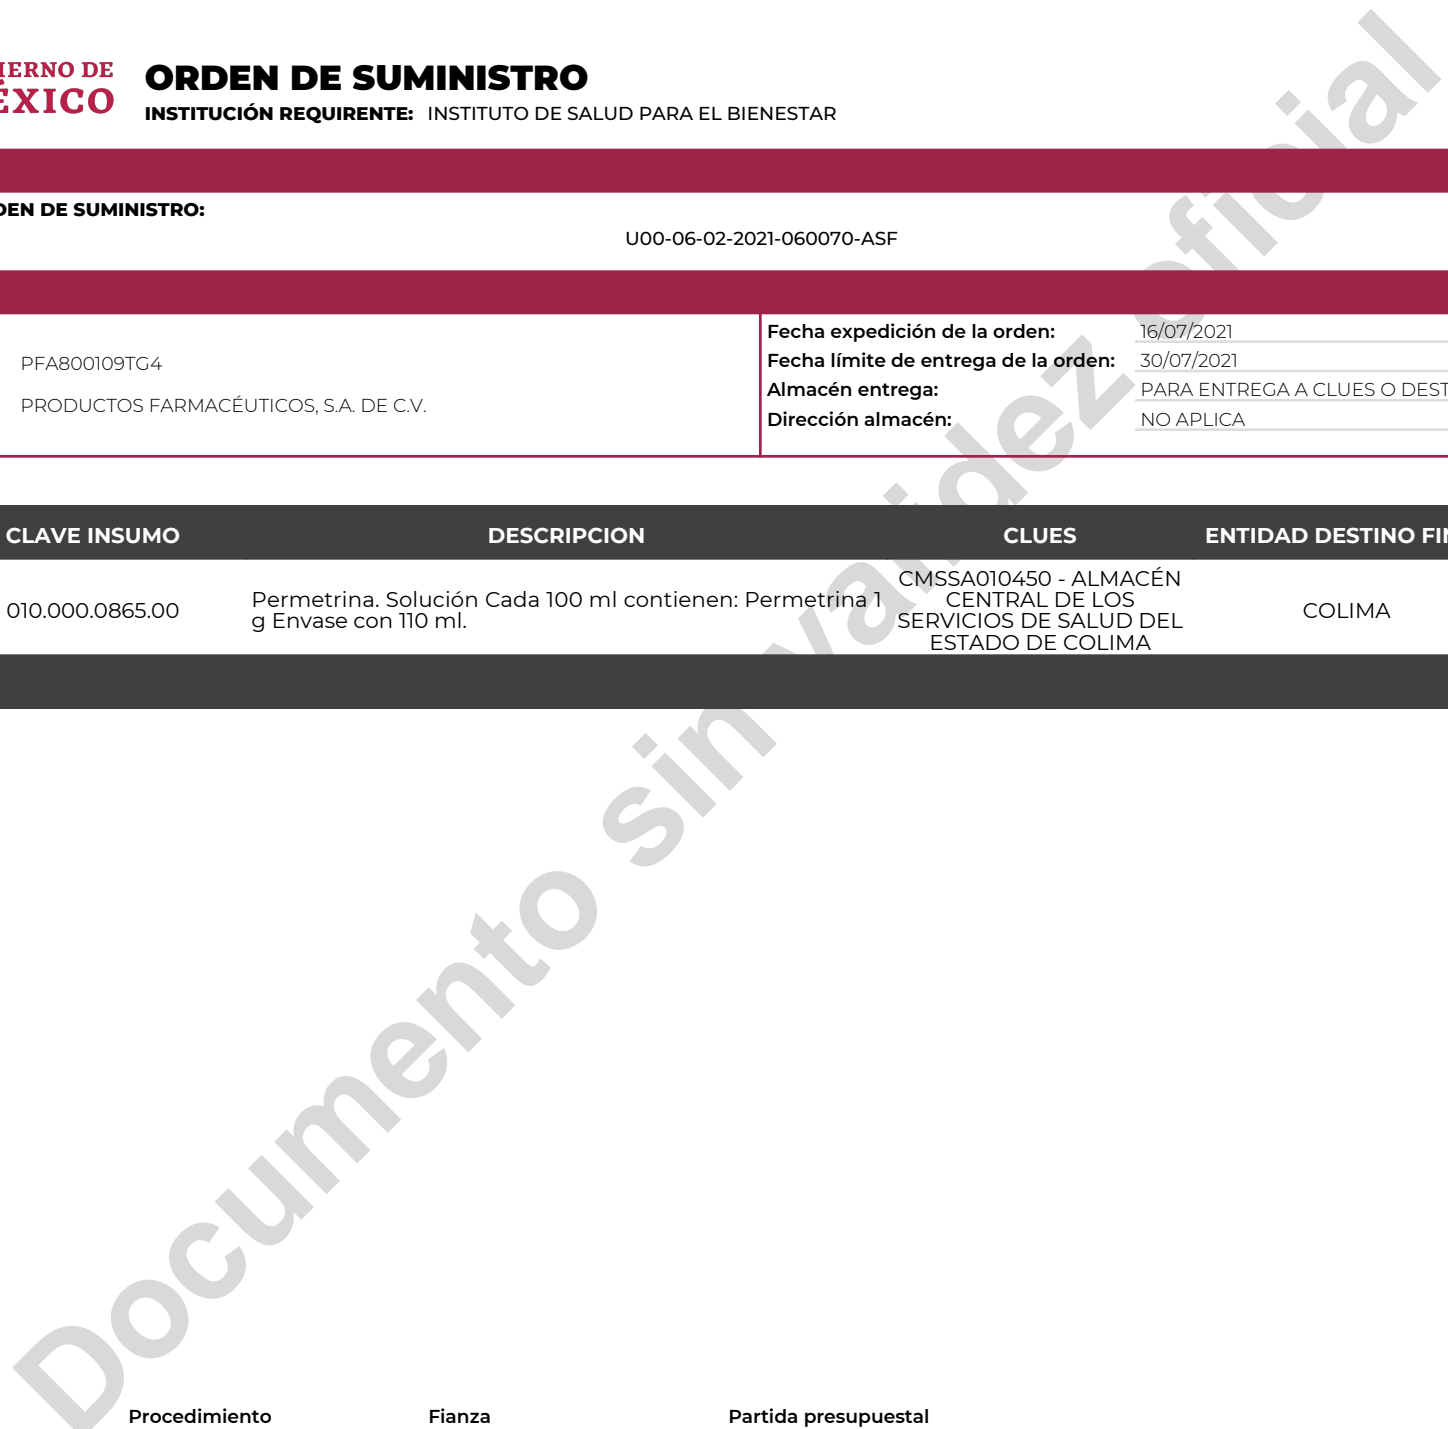 IERNO DE
ÉXICO
ORDEN DE SUMINISTRO
INSTITUCIÓN REQUIRENTE: INSTITUTO DE SALUD PARA EL BIENESTAR
DEN DE SUMINISTRO:
U00-06-02-2021-060070-ASF
PFA800109TG4
PRODUCTOS FARMACÉUTICOS, S.A. DE C.V.
Fecha expedición de la orden: 16/07/2021
Fecha límite de entrega de la orden: 30/07/2021
Almacén entrega: PARA ENTREGA A CLUES O DEST
Dirección almacén: NO APLICA
CLAVE INSUMO DESCRIPCION CLUES ENTIDAD DESTINO FIN
010.000.0865.00
Permetrina. Solución Cada 100 ml contienen: Permetrina 1
g Envase con 110 ml.
CMSSA010450 - ALMACÉN
CENTRAL DE LOS
SERVICIOS DE SALUD DEL
ESTADO DE COLIMA
COLIMA
Documento sin validez oficial
Procedimiento Fianza Partida presupuestal